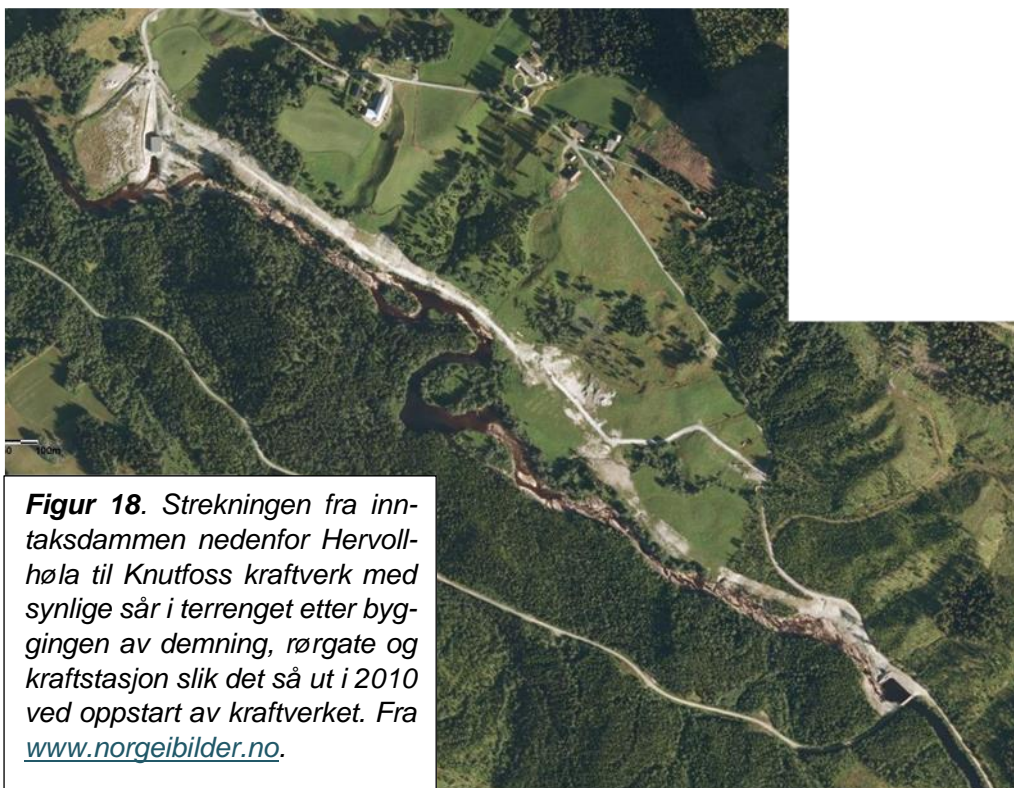 0 100m
Figur 18. Strekningen fra inn-
taksdammen nedenfor Hervoll-
høla til Knutfoss kraftverk med
synlige sår i terrenget etter byg-
gingen av demning, rørgate og
kraftstasjon slik det så ut i 2010
ved oppstart av kraftverket. Fra
www.norgeibilder.no.